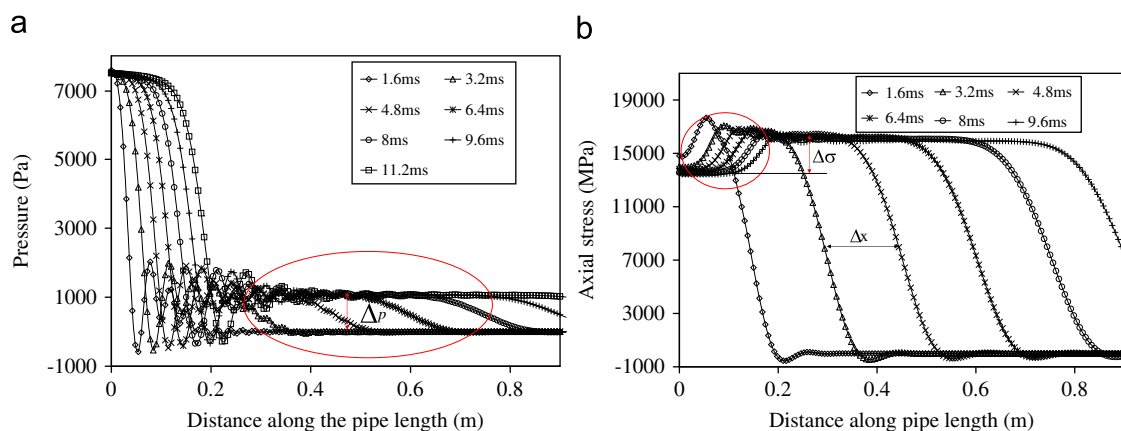 a
Pressure (Pa)
7000
5000
3000
1000
-1000
0
0.2
0.4
0.6
0.8
Distance along the pipe length (m)
1.6ms
3.2ms
4.8ms
6.4ms
8ms
9.6ms
11.2ms
Δp
b
Axial stress (MPa)
19000
15000
11000
7000
3000
-1000
0
0.2
0.4
0.6
0.8
Distance along pipe length (m)
1.6ms
3.2ms
4.8ms
6.4ms
8ms
9.6ms
Δσ
Δx